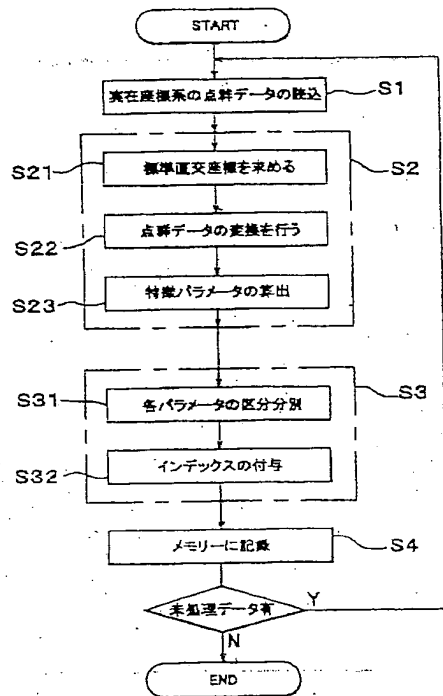 START
実在座標系の点群データの読込
S1
S2
S21
標準直交座標を求める
S22
点群データの変換を行う
S23
特徴パラメータの算出
S3
S31
各パラメータの区分分別
S32
インデックスの付与
メモリーに記録
S4
未処理データ有
Y
N
END